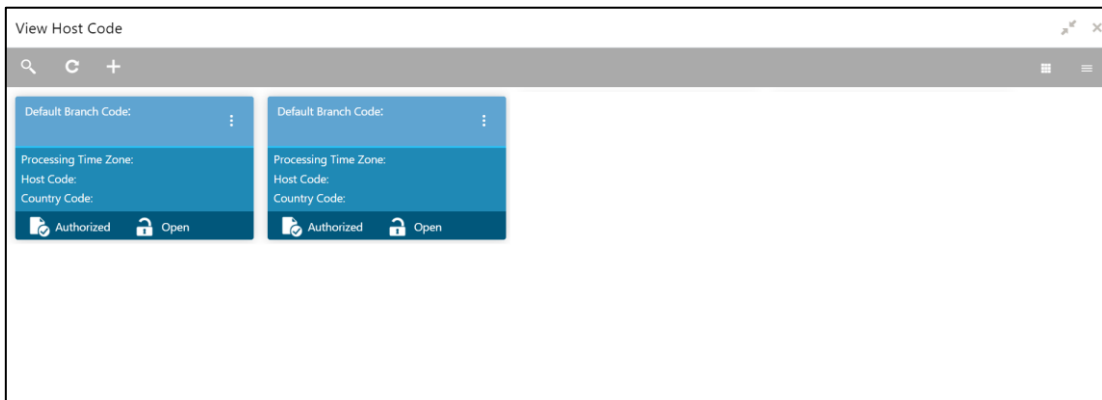 View Host Code
Default Branch Code:
Processing Time Zone:
Host Code:
Country Code:
Authorized Open
Default Branch Code:
Processing Time Zone:
Host Code:
Country Code:
Authorized Open